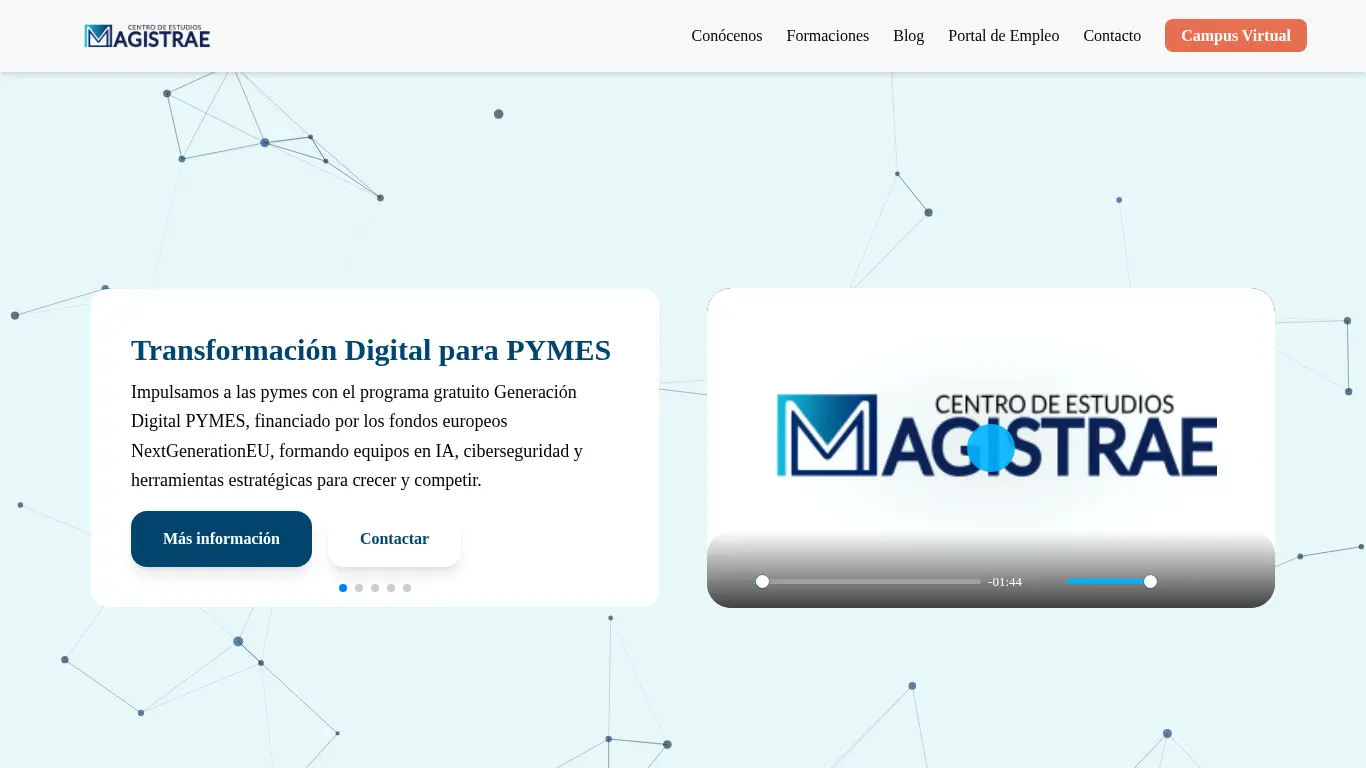 CENTRO DE ESTUDIOS
MAGISTRAE
Conócenos
Formaciones
Blog
Portal de Empleo
Contacto
Campus Virtual
Transformación Digital para PYMES
Impulsamos a las pymes con el programa gratuito Generación
Digital PYMES, financiado por los fondos europeos
NextGenerationEU, formando equipos en IA, ciberseguridad y
herramientas estratégicas para crecer y competir.
Más información
Contactar
CENTRO DE ESTUDIOS
MAGISTRAE
-01:44